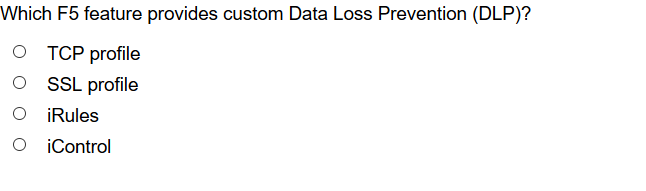 Which F5 feature provides custom Data Loss Prevention (DLP)?
TCP profile
SSL profile
iRules
iControl